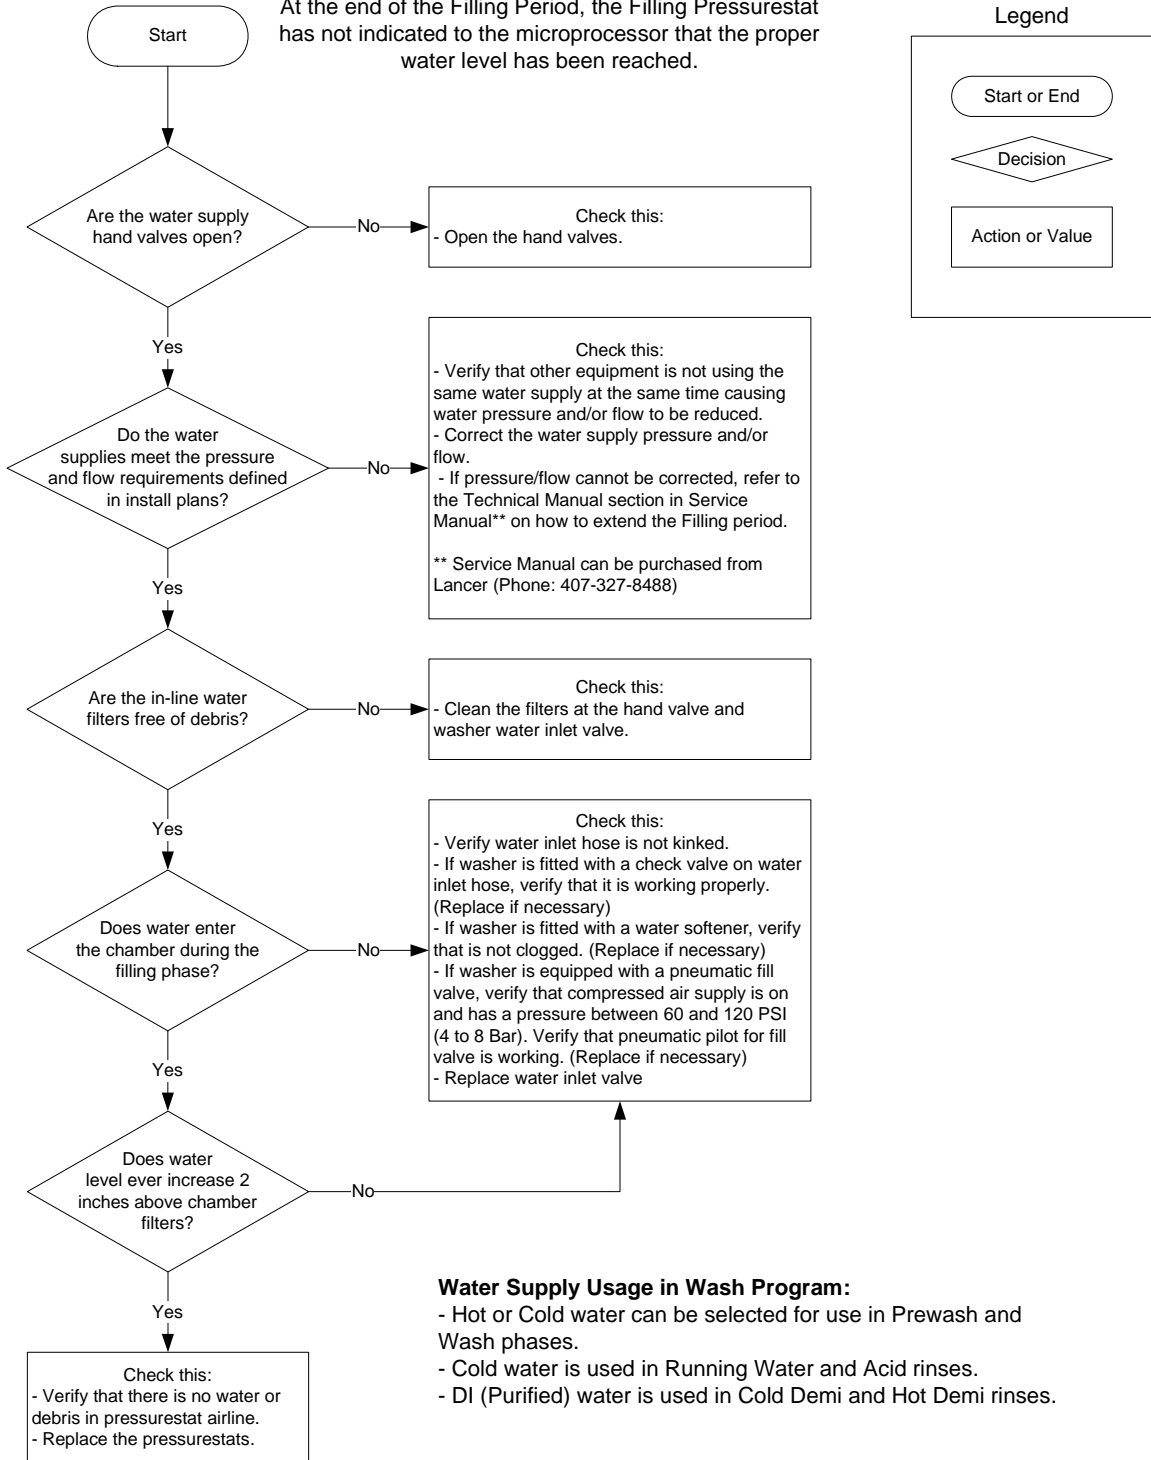 At the end of the Filling Period, the Filling Pressurestat
has not indicated to the microprocessor that the proper
water level has been reached.
Legend
Start or End
Decision
Action or Value
Start
Are the water supply
hand valves open?
No
Check this:
- Open the hand valves.
Yes
Do the water
supplies meet the pressure
and flow requirements defined
in install plans?
No
Check this:
- Verify that other equipment is not using the
same water supply at the same time causing
water pressure and/or flow to be reduced.
- Correct the water supply pressure and/or
flow.
- If pressure/flow cannot be corrected, refer to
the Technical Manual section in Service
Manual** on how to extend the Filling period.
** Service Manual can be purchased from
Lancer (Phone: 407-327-8488)
Yes
Are the in-line water
filters free of debris?
No
Check this:
- Clean the filters at the hand valve and
washer water inlet valve.
Yes
Does water enter
the chamber during the
filling phase?
No
Check this:
- Verify water inlet hose is not kinked.
- If washer is fitted with a check valve on water
inlet hose, verify that it is working properly.
(Replace if necessary)
- If washer is fitted with a water softener, verify
that is not clogged. (Replace if necessary)
- If washer is equipped with a pneumatic fill
valve, verify that compressed air supply is on
and has a pressure between 60 and 120 PSI
(4 to 8 Bar). Verify that pneumatic pilot for fill
valve is working. (Replace if necessary)
- Replace water inlet valve
Yes
Does water
level ever increase 2
inches above chamber
filters?
No
Yes
Check this:
- Verify that there is no water or
debris in pressurestat airline.
- Replace the pressurestats.
Water Supply Usage in Wash Program:
- Hot or Cold water can be selected for use in Prewash and
Wash phases.
- Cold water is used in Running Water and Acid rinses.
- DI (Purified) water is used in Cold Demi and Hot Demi rinses.